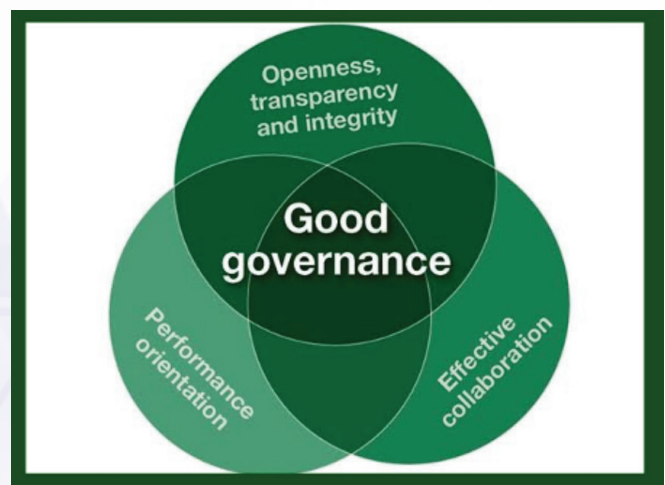 Openness,
transparency
and integrity
Good
governance
Performance
orientation
Effective
collaboration